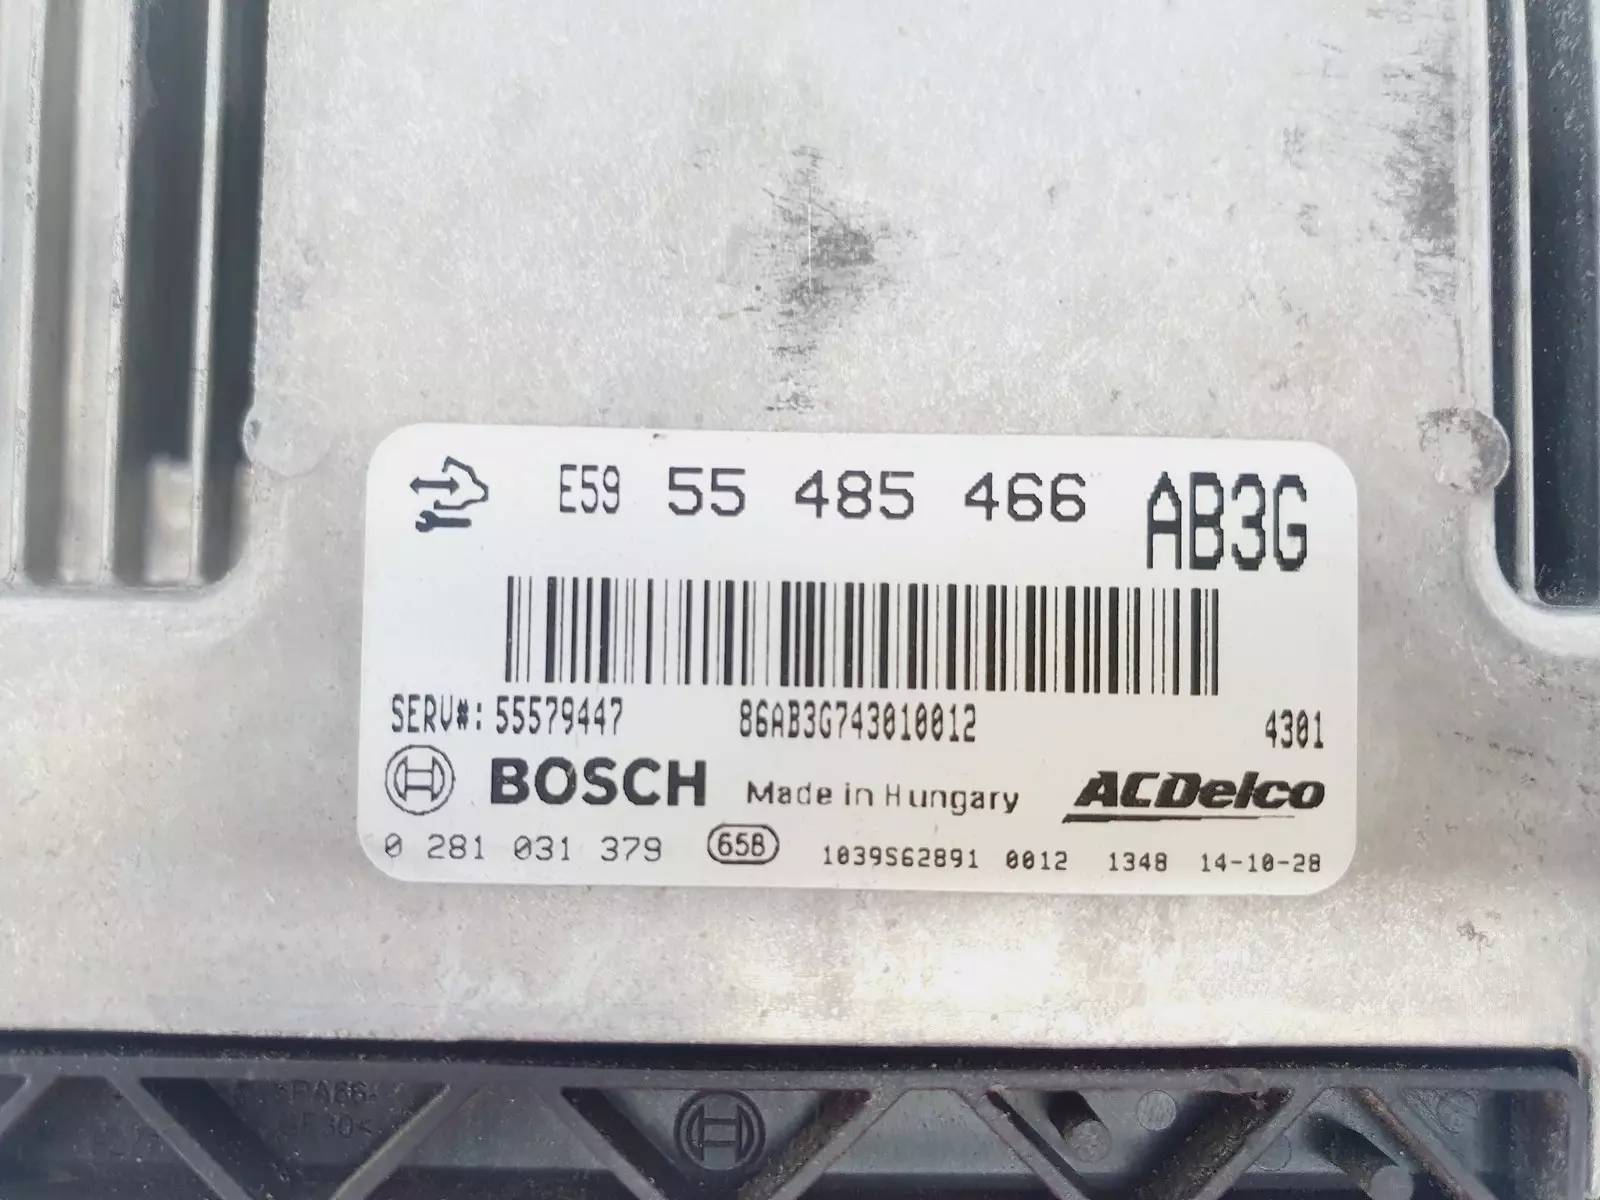 E59 55 485 466 AB3G
SERV#: 55579447 86AB3G743010012 4301
BOSCH Made in Hungary ACDelco
0 281 031 379 65B 1039S62891 0012 1348 14-10-28